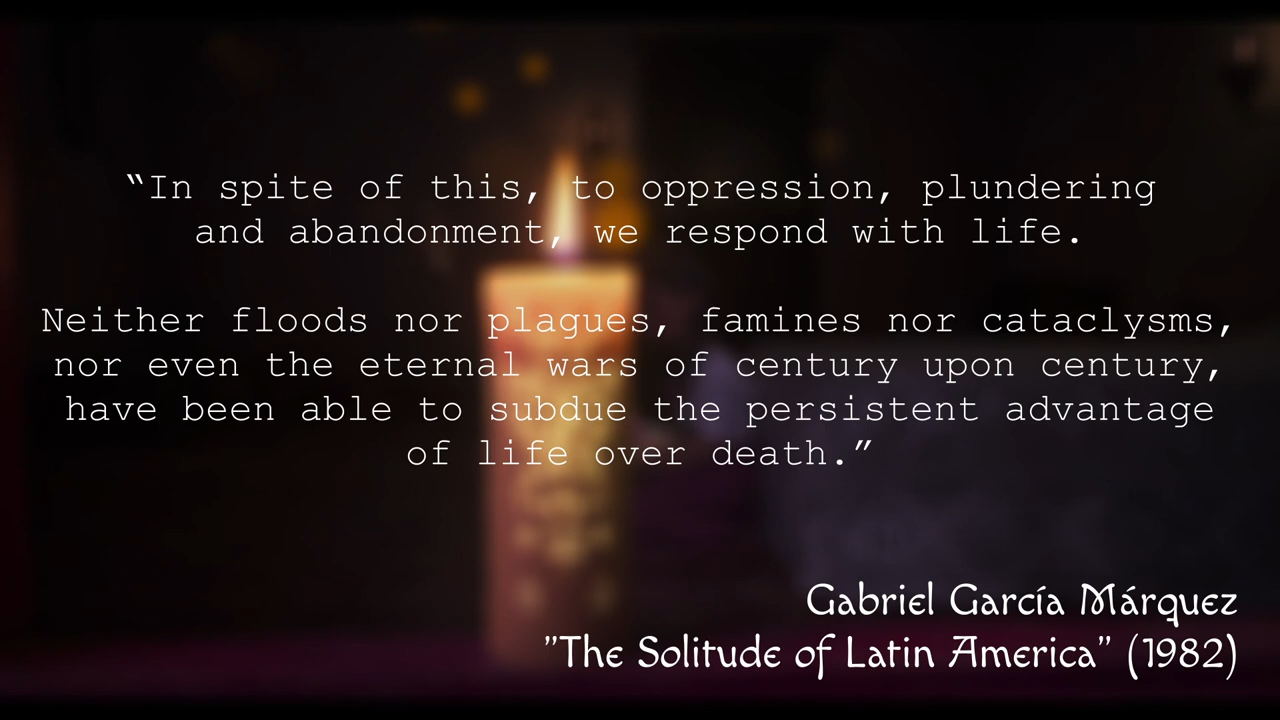 “In spite of this, to oppression, plundering
and abandonment, we respond with life.
Neither floods nor plagues, famines nor cataclysms,
nor even the eternal wars of century upon century,
have been able to subdue the persistent advantage
of life over death.”
Gabriel García Márquez
"The Solitude of Latin America" (1982)